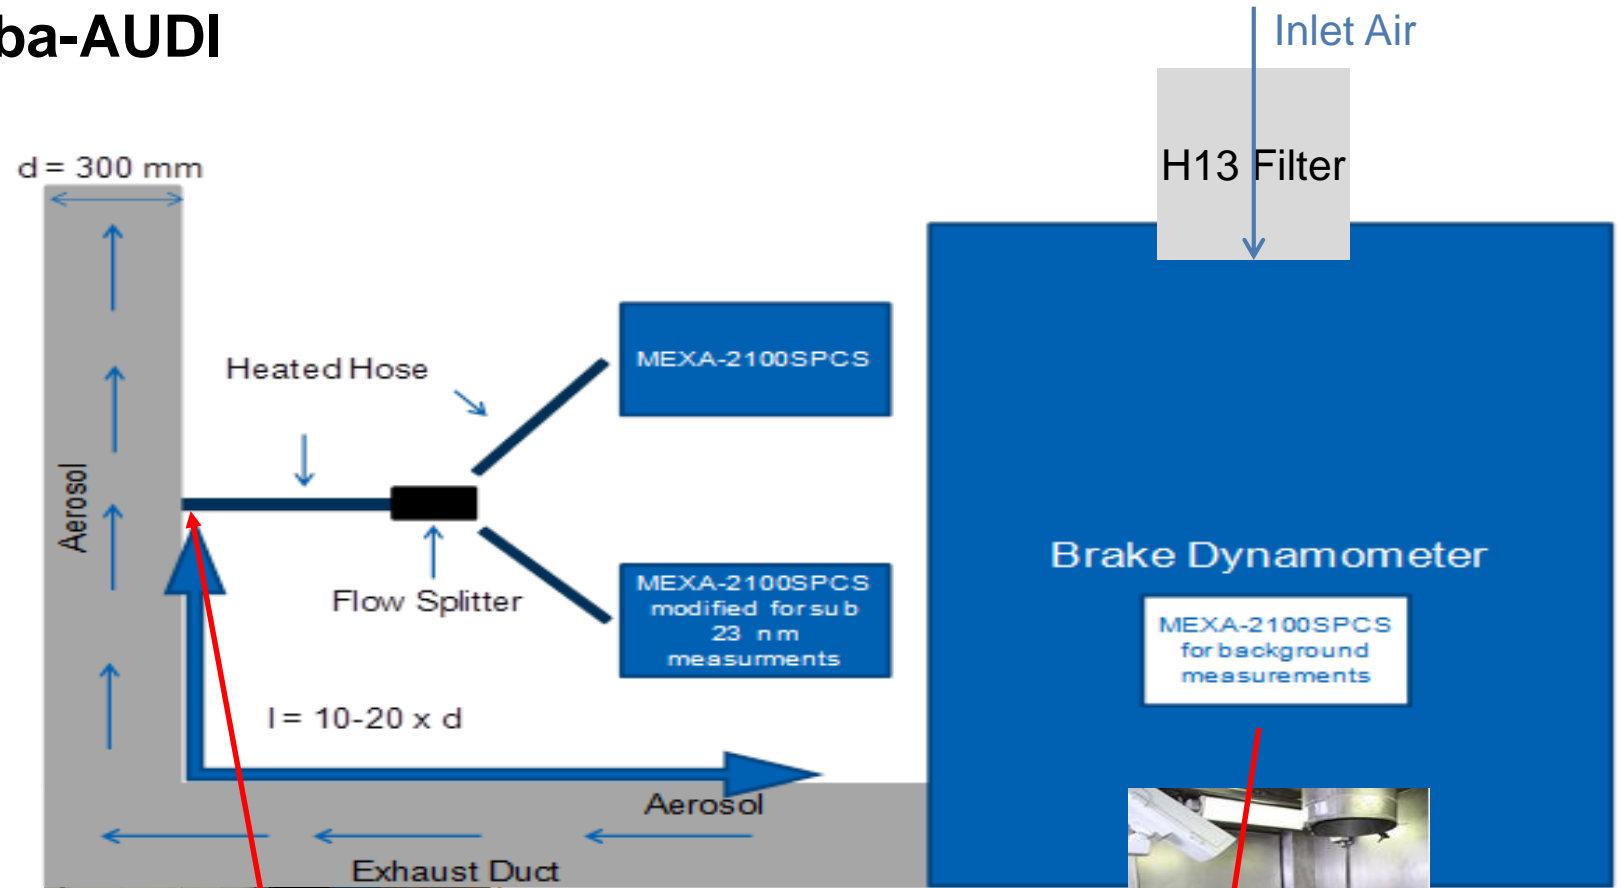 ba-AUDI
Inlet Air
H13 Filter
d = 300 mm
Heated Hose
MEXA-2100SPCS
Aerosol
Flow Splitter
MEXA-2100SPCS
modified for sub
23 nm
measurments
Brake Dynamometer
MEXA-2100SPCS
for background
measurements
l = 10-20 x d
Aerosol
Exhaust Duct